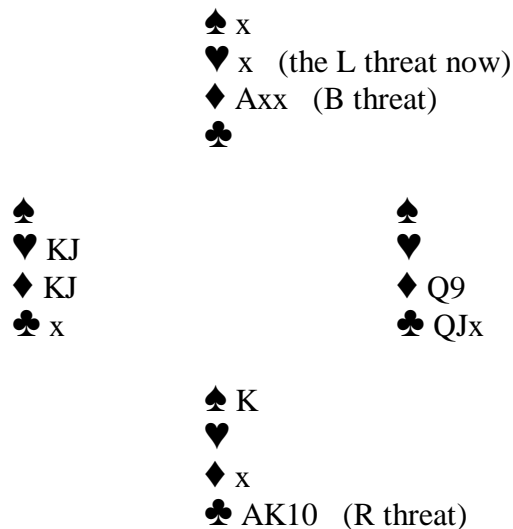 ♠ x
♥ x (the L threat now)
♦ Axx (B threat)
♣
♠
♥ KJ
♦ KJ
♣ x
♠
♥
♦ Q9
♣ QJx
♠ K
♥
♦ x
♣ AK10 (R threat)